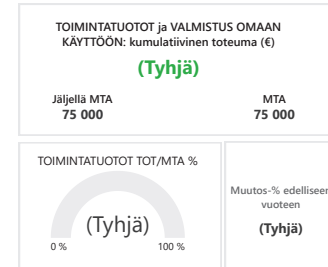 TOIMINTATUOTOT ja VALMISTUS OMAAN
KÄYTTÖÖN: kumulatiivinen toteuma (€)
(Tyhjä)
Jäljellä MTA
75 000
MTA
75 000
TOIMINTATUOTOT TOT/MTA %
(Tyhjä)
0 %
100 %
Muutos-% edelliseen
vuoteen
(Tyhjä)